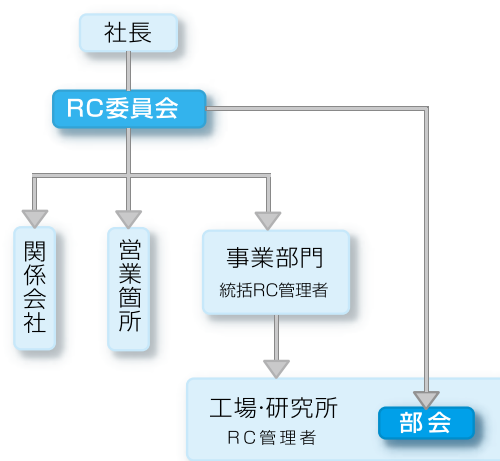 社長
RC委員会
関係会社
営業箇所
事業部門
統括RC管理者
工場·研究所
RC管理者
部会